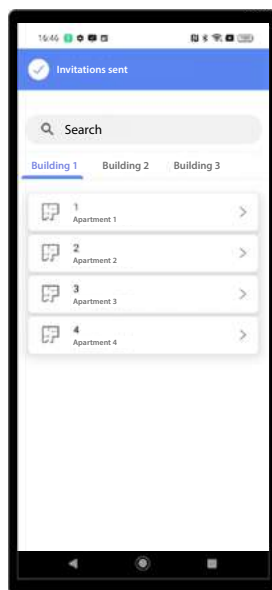 16:46
Invitations sent
Search
Building 1 Building 2 Building 3
1
Apartment 1
2
Apartment 2
3
Apartment 3
4
Apartment 4